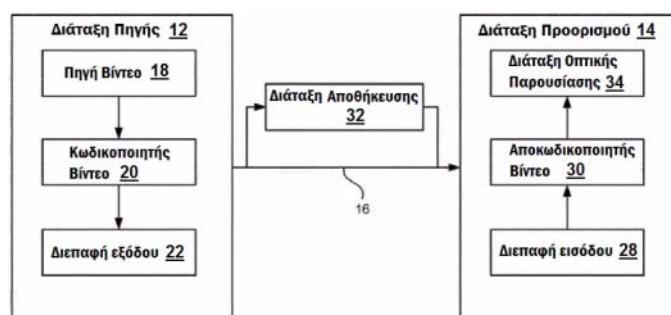 Διάταξη Πηγής 12
Πηγή Βίντεο 18
Κωδικοποιητής
Βίντεο 20
Διεπαφή εξόδου 22
Διάταξη Αποθήκευσης
32
16
Διάταξη Προορισμού 14
Διάταξη Οπτικής
Παρουσίασης 34
Αποκωδικοποιητής
Βίντεο 30
Διεπαφή εισόδου 28